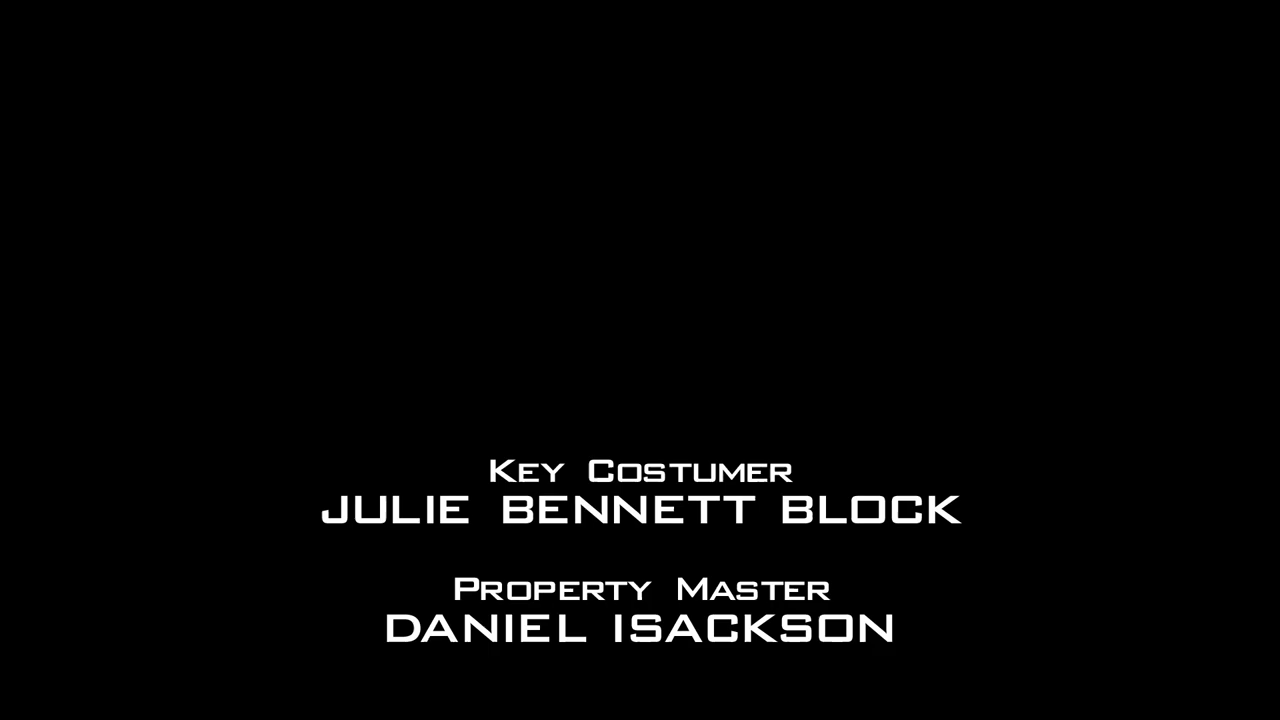 Key Costumer
JULIE BENNETT BLOCK
Property Master
DANIEL ISACKSON